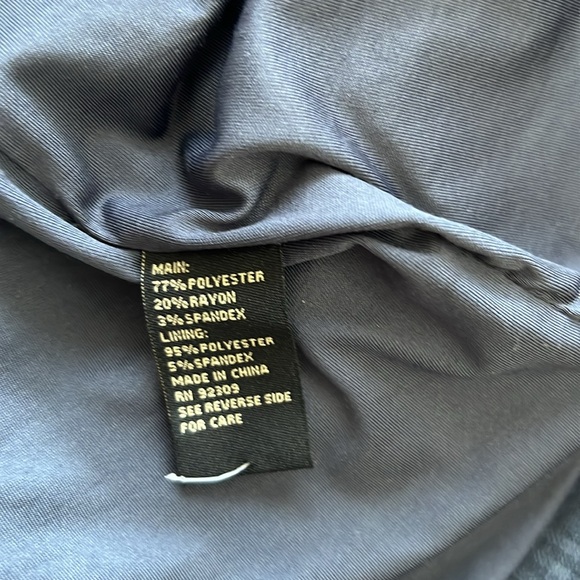 MAIN:
77% POLYESTER
20% RAYON
3% SPANDEX
LINING:
95% POLYESTER
5% SPANDEX
MADE IN CHINA
RN 92309
SEE REVERSE SIDE
FOR CARE